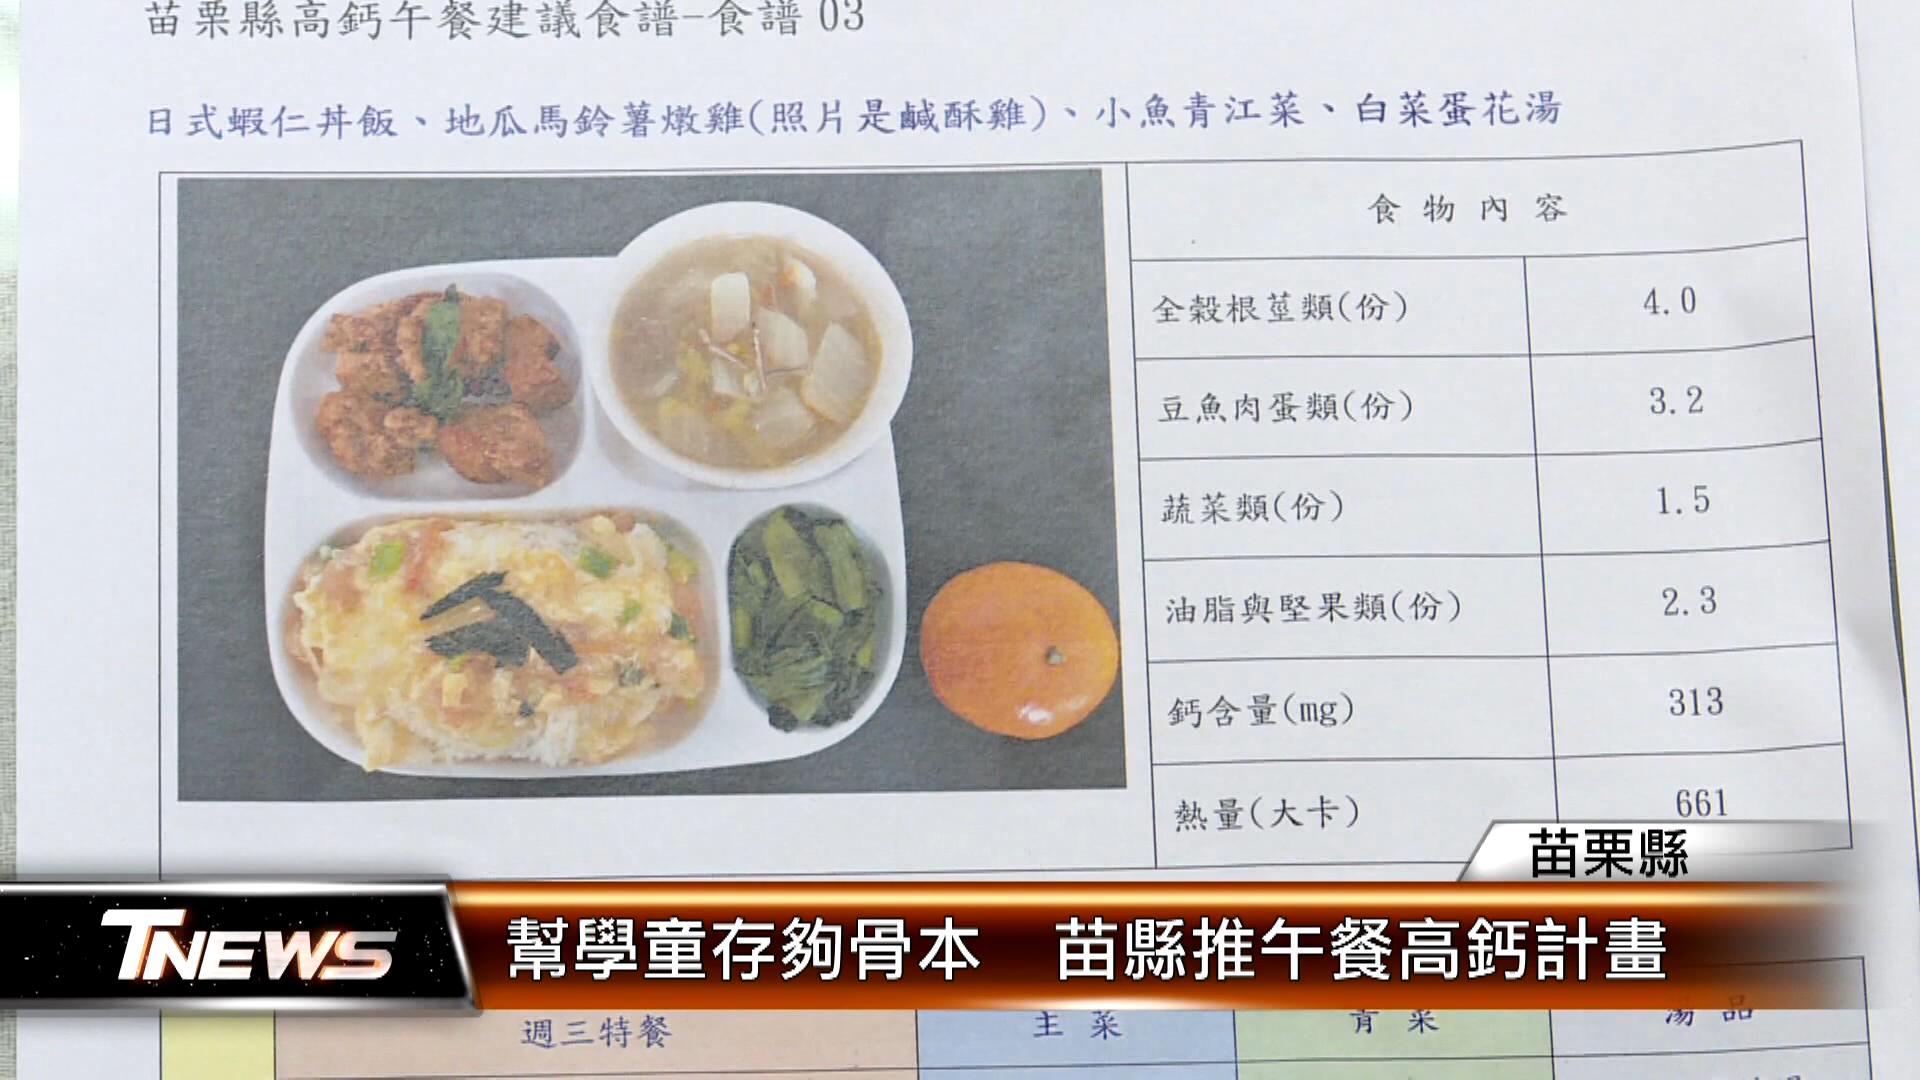 苗栗縣高鈣午餐建議食譜-食譜 03
日式蝦仁丼飯、地瓜馬鈴薯燉雞(照片是鹹酥雞)、小魚青江菜、白菜蛋花湯
食 物 內 容
全穀根莖類(份) 4.0
豆魚肉蛋類(份) 3.2
蔬菜類(份) 1.5
油脂與堅果類(份) 2.3
鈣含量(mg) 313
熱量(大卡) 661
苗栗縣
TNEWS 幫學童存夠骨本 苗縣推午餐高鈣計畫
週三特餐 主 菜 青 菜 湯 品